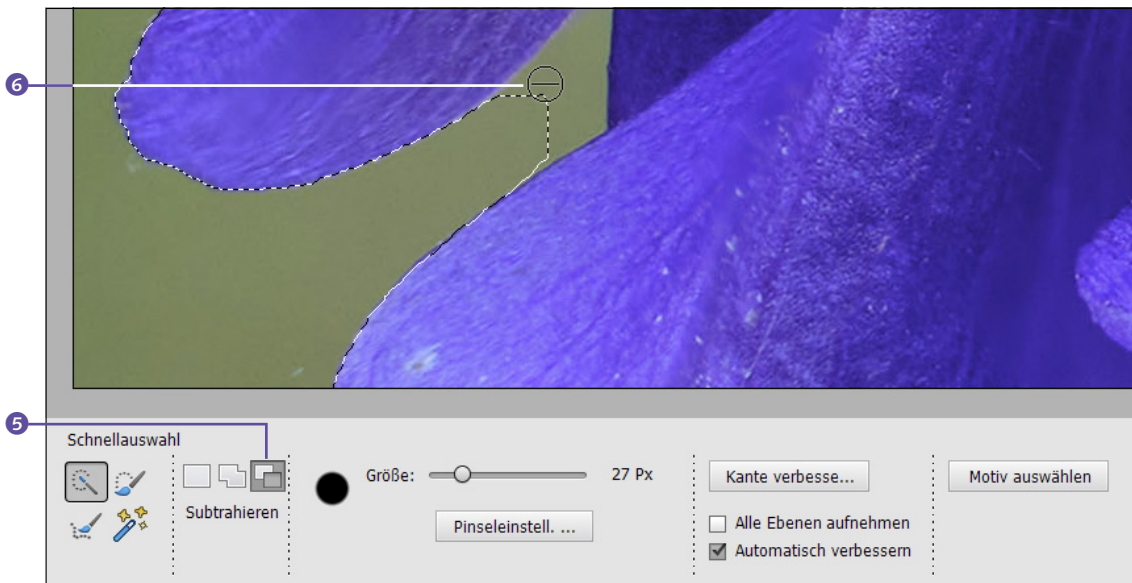 6
5
Schnellauswahl
Subtrahieren
Größe:
27 Px
Pinseleinstell. ...
Kante verbesse...
Alle Ebenen aufnehmen
Automatisch verbessern
Motiv auswählen